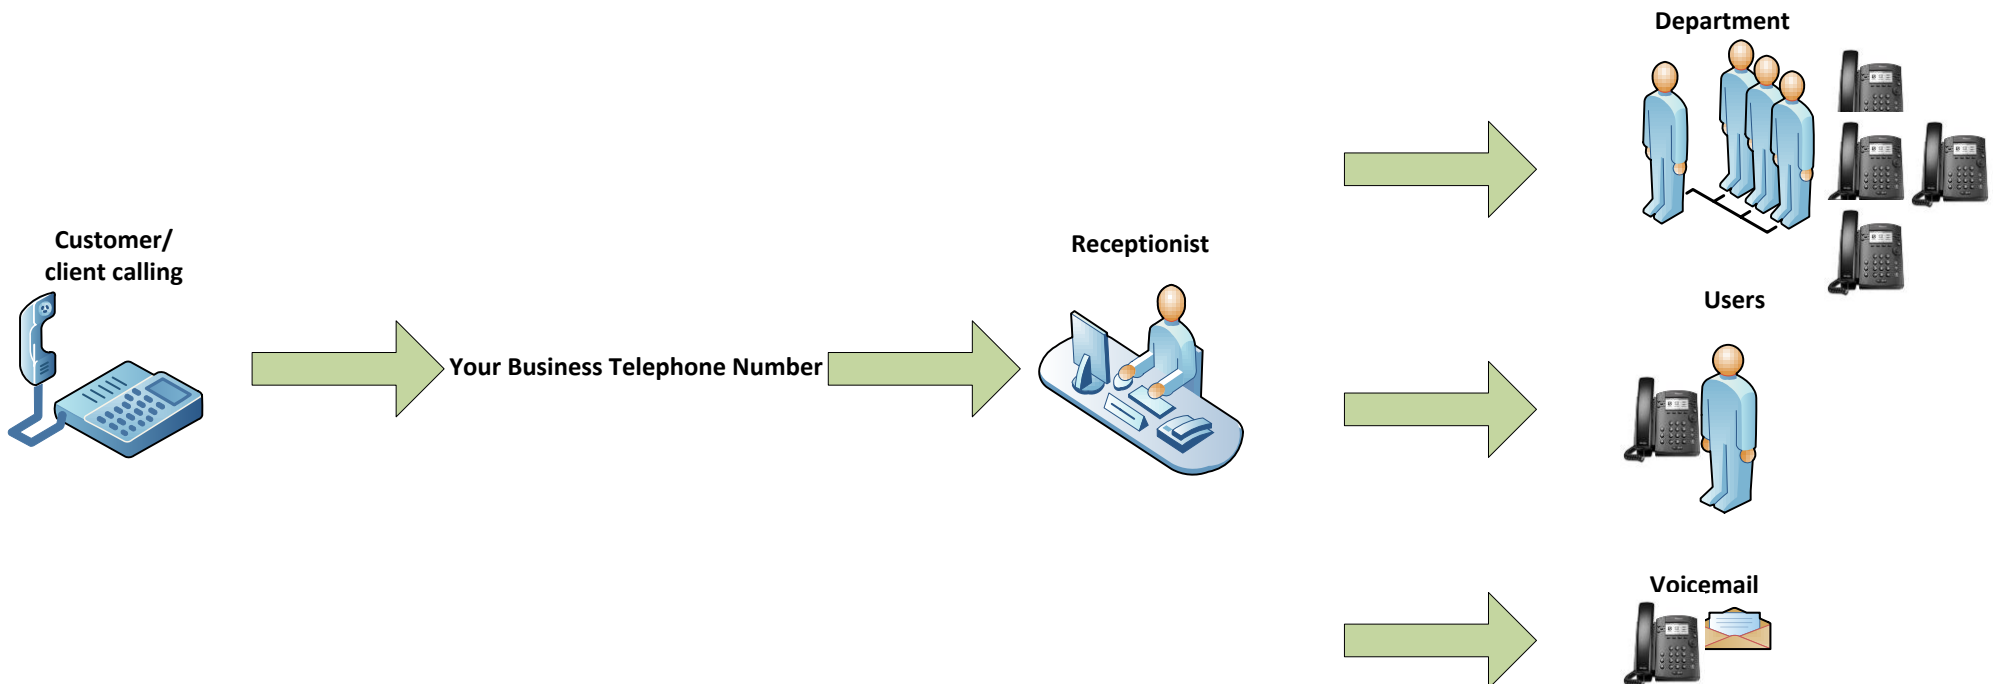 Department
Customer/
client calling
Receptionist
Users
Your Business Telephone Number
Voicemail